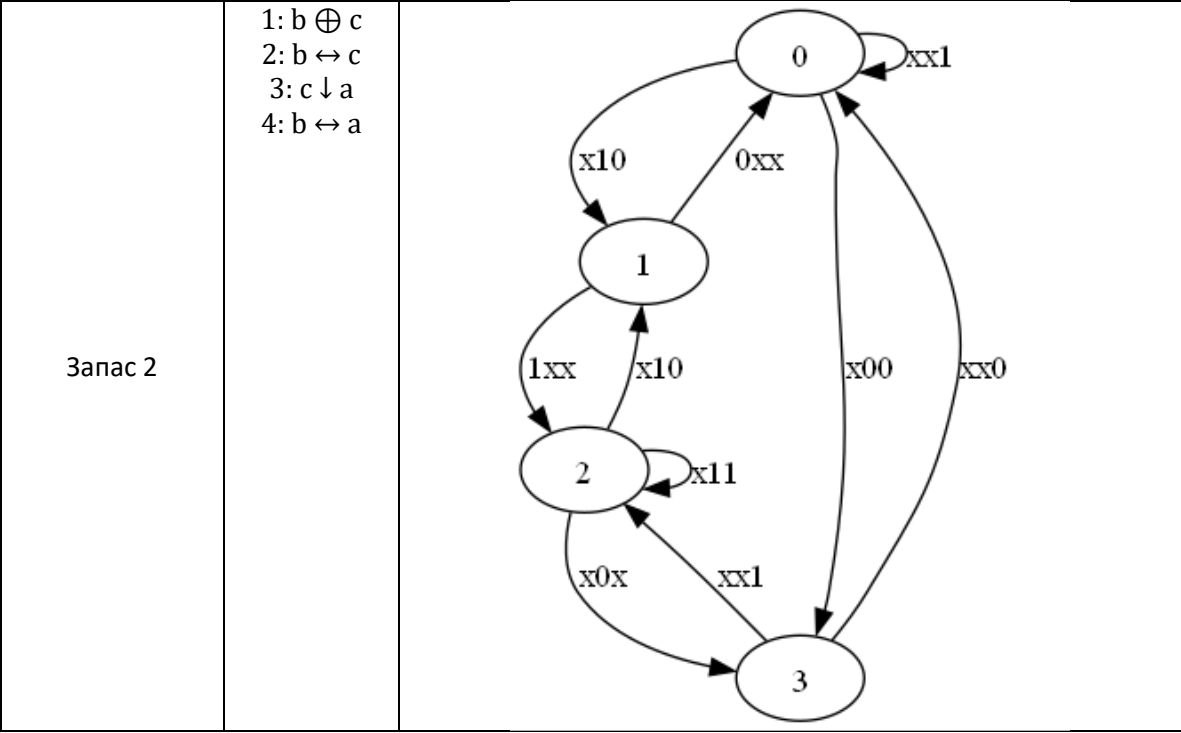 Запас 2
1: b ⊕ c
2: b ↔ c
3: c ↓ a
4: b ↔ a
0
xx1
x10
0xx
1
1xx
x10
x00
xx0
2
x11
x0x
xx1
3